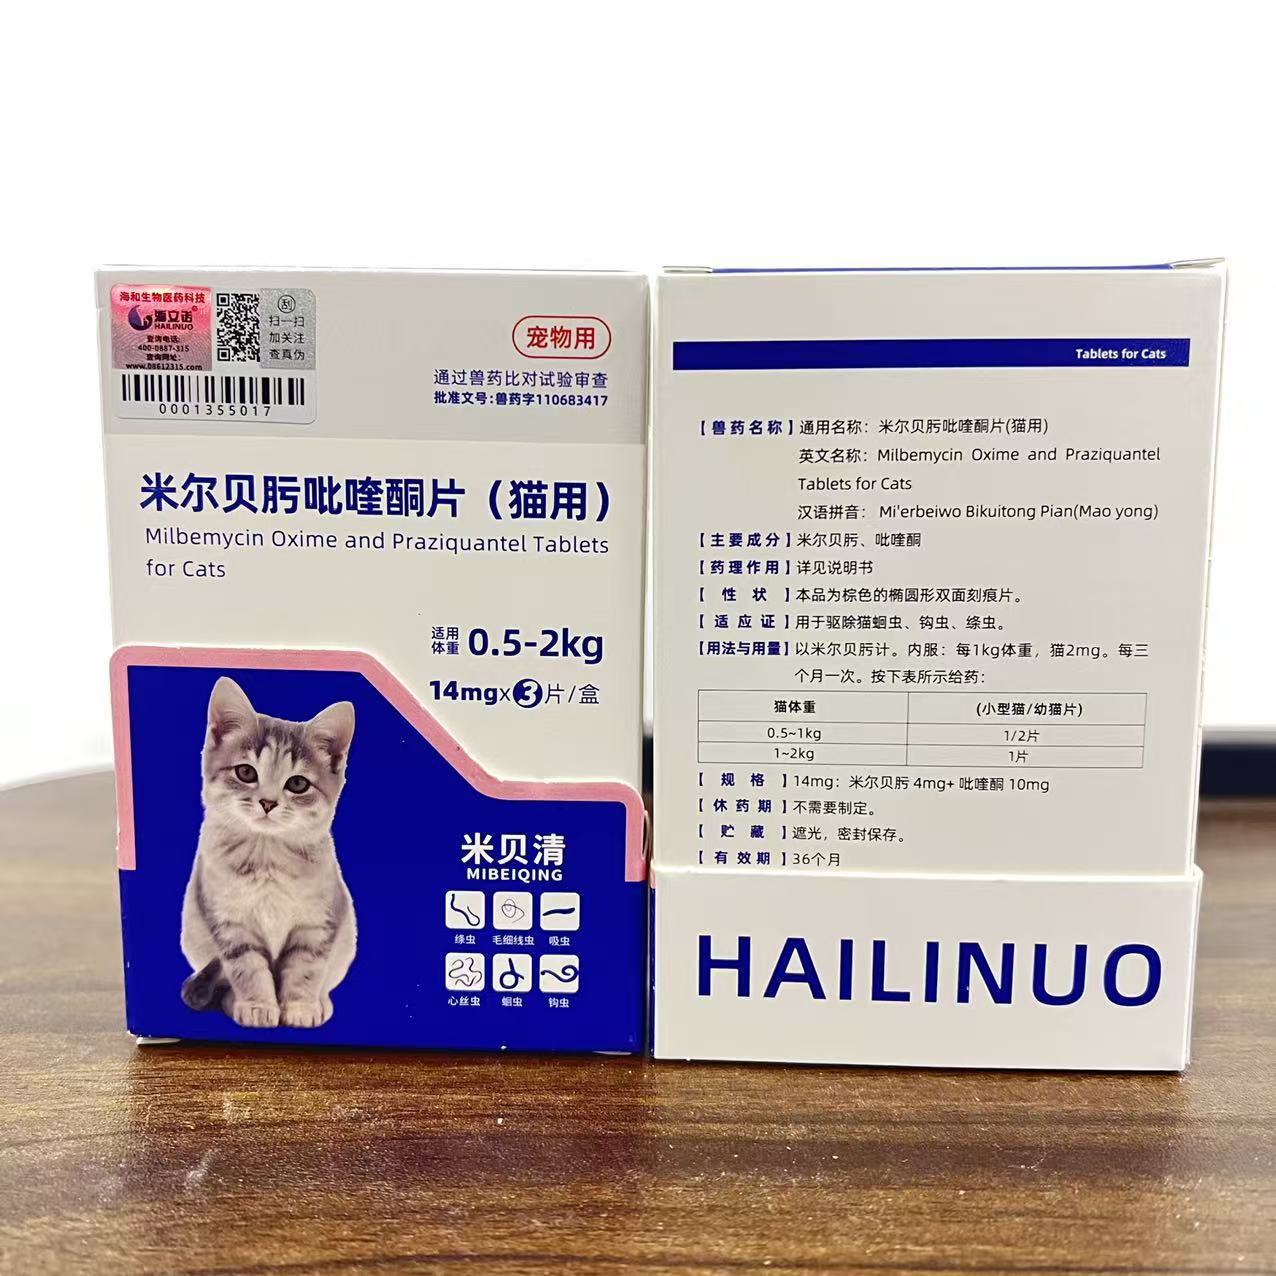 海和生物医药科技
海立诺®
HAILINUO
查询电话:
400-0887-315
查询网址:
www.08612315.com
刮
扫一扫
加关注
查真伪
0001355017
宠物用
通过兽药比对试验审查
批准文号:兽药字110683417
米尔贝肟吡喹酮片（猫用）
Milbemycin Oxime and Praziquantel Tablets
for Cats
适用
体重 0.5-2kg
14mgx3片/盒
米贝清
MIBEIQING
绦虫 毛细线虫 吸虫
心丝虫 蛔虫 钩虫
Tablets for Cats
【兽药名称】通用名称：米尔贝肟吡喹酮片(猫用)
英文名称：Milbemycin Oxime and Praziquantel
Tablets for Cats
汉语拼音： Mi'erbeiwo Bikuitong Pian(Mao yong)
【主要成分】米尔贝肟、吡喹酮
【药理作用】详见说明书
【 性 状 】本品为棕色的椭圆形双面刻痕片。
【适应证】用于驱除猫蛔虫、钩虫、绦虫。
【用法与用量】以米尔贝肟计。内服：每1kg体重，猫2mg。每三
个月一次。按下表所示给药：
猫体重 (小型猫/幼猫片)
0.5~1kg 1/2片
1~2kg 1片
【 规 格 】14mg：米尔贝肟 4mg+ 吡喹酮 10mg
【休药期】不需要制定。
【 贮 藏 】遮光，密封保存。
【有效期】36个月
HAILINUO